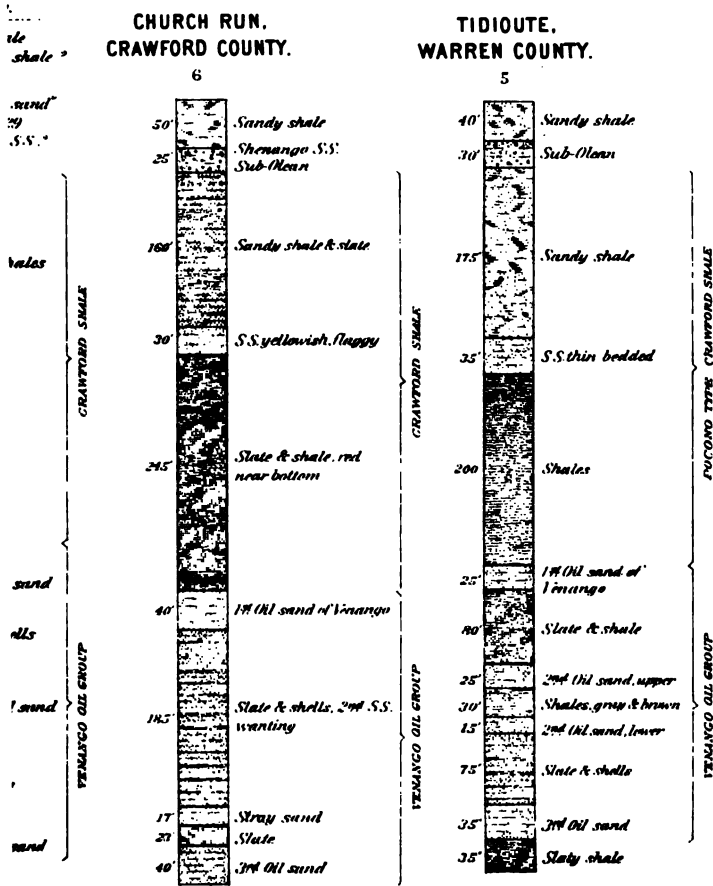 shale"
sand"
S.S."
CRAWFORD SHALE
sand
VENANGO OIL GROUP
sand
sand
CHURCH RUN,
CRAWFORD COUNTY.
6
50' Sandy shale
25' Shenango S.S.
Sub-Olean
160' Sandy shale & slate
30' S.S. yellowish, flaggy
Slate & shale, red
near bottom
40' 1st Oil sand of Venango
Slate & shells, 2nd S.S.
185' wanting
17' Stray sand
Slate
40' 3rd Oil sand
CRAWFORD SHALE
VENANGO OIL GROUP
TIDIOUTE,
WARREN COUNTY.
5
40' Sandy shale
30' Sub-Olean
175' Sandy shale
35' S.S. thin bedded
200 Shales
25' 1st Oil sand of
Venango
80' Slate & shale
25' 2nd Oil sand, upper
30' Shales, gray & brown
15' 2nd Oil sand, lower
75' Slate & shells
35' 3rd Oil sand
35' Slaty shale
POCONO TYPE CRAWFORD SHALE
VENANGO OIL GROUP